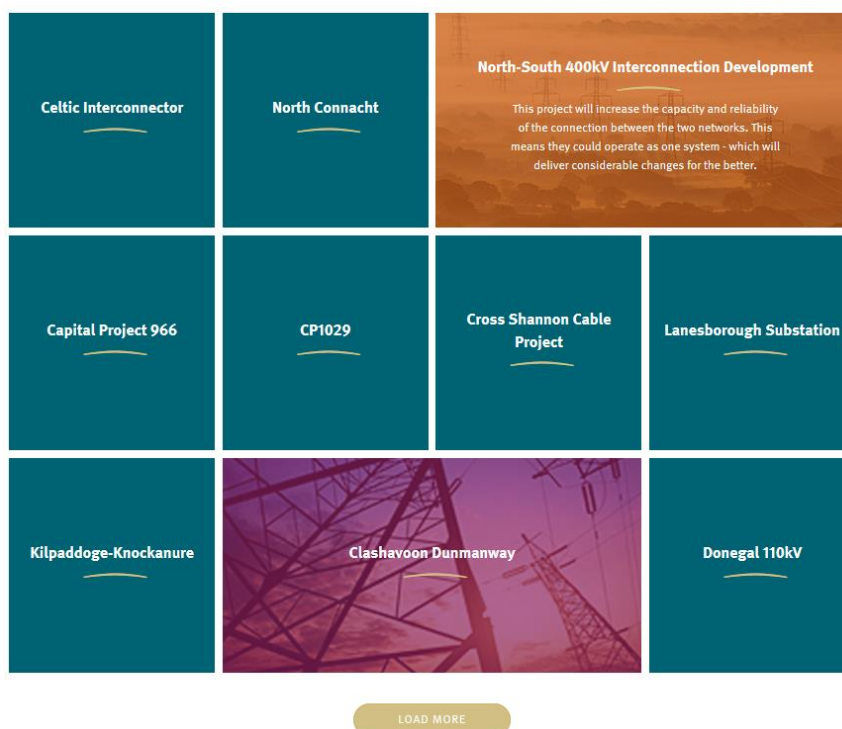 Celtic Interconnector
North Connacht
North-South 400kV Interconnection Development
This project will increase the capacity and reliability
of the connection between the two networks. This
means they could operate as one system - which will
deliver considerable changes for the better.
Capital Project 966
CP1029
Cross Shannon Cable
Project
Lanesborough Substation
Kilpaddoge-Knockanure
Clashavoon Dunmanway
Donegal 110kV
LOAD MORE